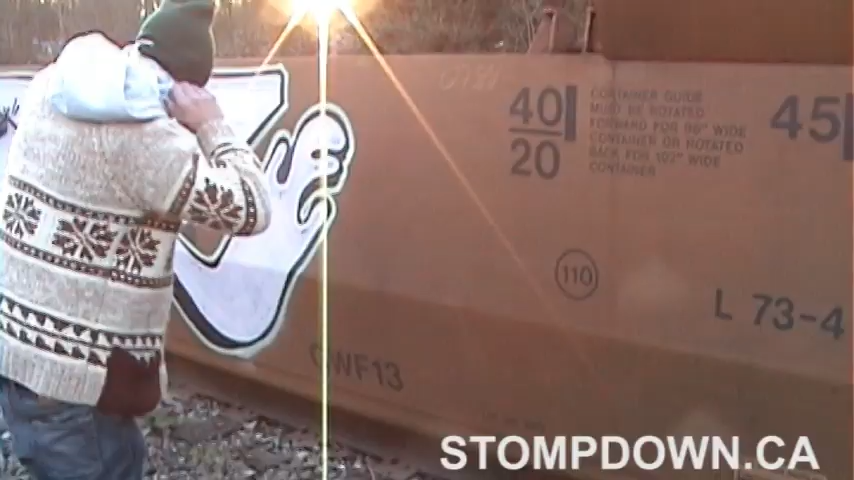 40
20
CONTAINER GUIDE
MUST BE ROTATED
FORWARD FOR 96" WIDE
CONTAINER OR ROTATED
BACK FOR 102" WIDE
CONTAINER
45
110
L 73-4
GWF13
STOMPDOWN.CA